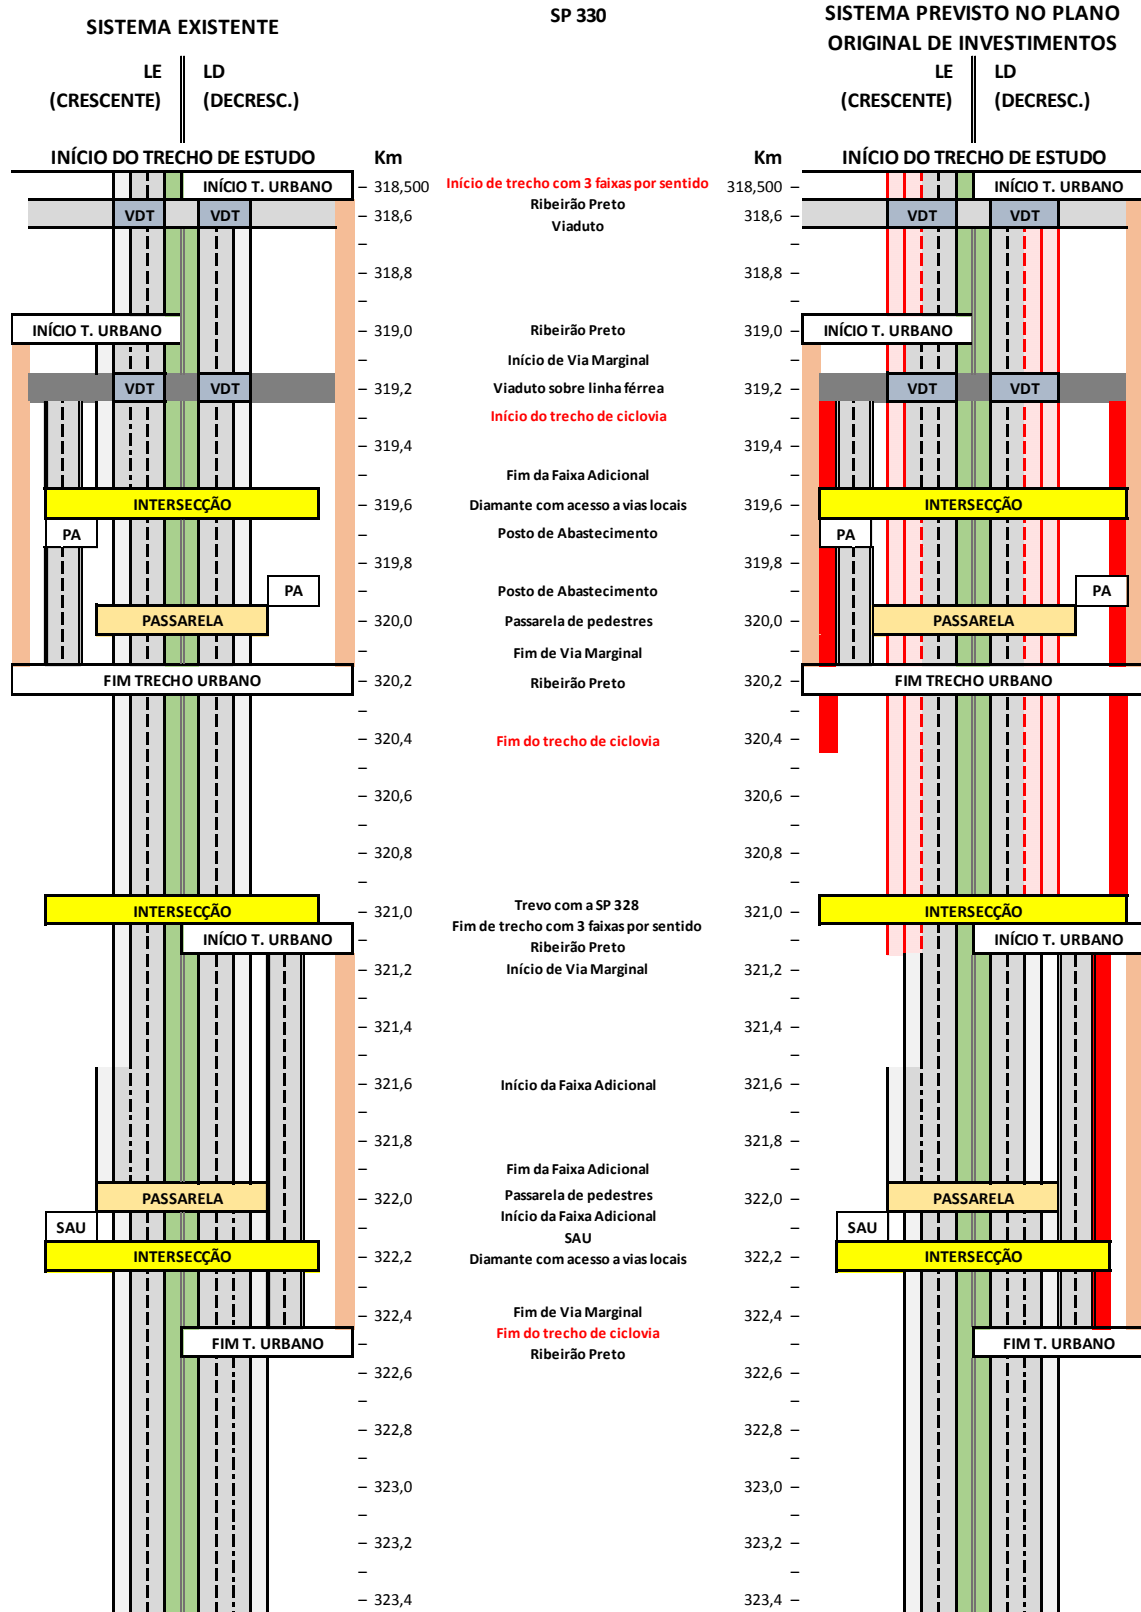 SISTEMA EXISTENTE
SP 330
SISTEMA PREVISTO NO PLANO
ORIGINAL DE INVESTIMENTOS
LE LD
(CRESCENTE) (DECRESC.)
LE LD
(CRESCENTE) (DECRESC.)
INÍCIO DO TRECHO DE ESTUDO Km Km INÍCIO DO TRECHO DE ESTUDO
INÍCIO T. URBANO – 318,500 Início de trecho com 3 faixas por sentido 318,500 – INÍCIO T. URBANO
Ribeirão Preto
VDT VDT – 318,6 318,6 – VDT VDT
Viaduto
– 318,8 318,8 –
INÍCIO T. URBANO – 319,0 Ribeirão Preto 319,0 – INÍCIO T. URBANO
Início de Via Marginal
VDT VDT – 319,2 Viaduto sobre linha férrea 319,2 – VDT VDT
Início do trecho de ciclovia
– 319,4 319,4 –
Fim da Faixa Adicional
INTERSECÇÃO – 319,6 Diamante com acesso a vias locais 319,6 – INTERSECÇÃO
PA Posto de Abastecimento PA
– 319,8 319,8 –
PA Posto de Abastecimento PA
PASSARELA – 320,0 Passarela de pedestres 320,0 – PASSARELA
Fim de Via Marginal
FIM TRECHO URBANO – 320,2 Ribeirão Preto 320,2 – FIM TRECHO URBANO
– 320,4 Fim do trecho de ciclovia 320,4 –
– 320,6 320,6 –
– 320,8 320,8 –
Trevo com a SP 328
INTERSECÇÃO – 321,0 321,0 – INTERSECÇÃO
Fim de trecho com 3 faixas por sentido
INÍCIO T. URBANO Ribeirão Preto INÍCIO T. URBANO
– 321,2 Início de Via Marginal 321,2 –
– 321,4 321,4 –
– 321,6 Início da Faixa Adicional 321,6 –
– 321,8 321,8 –
Fim da Faixa Adicional
PASSARELA – 322,0 Passarela de pedestres 322,0 – PASSARELA
Início da Faixa Adicional
SAU SAU SAU
INTERSECÇÃO – 322,2 Diamante com acesso a vias locais 322,2 – INTERSECÇÃO
– 322,4 Fim de Via Marginal 322,4 –
Fim do trecho de ciclovia
FIM T. URBANO Ribeirão Preto FIM T. URBANO
– 322,6 322,6 –
– 322,8 322,8 –
– 323,0 323,0 –
– 323,2 323,2 –
– 323,4 323,4 –